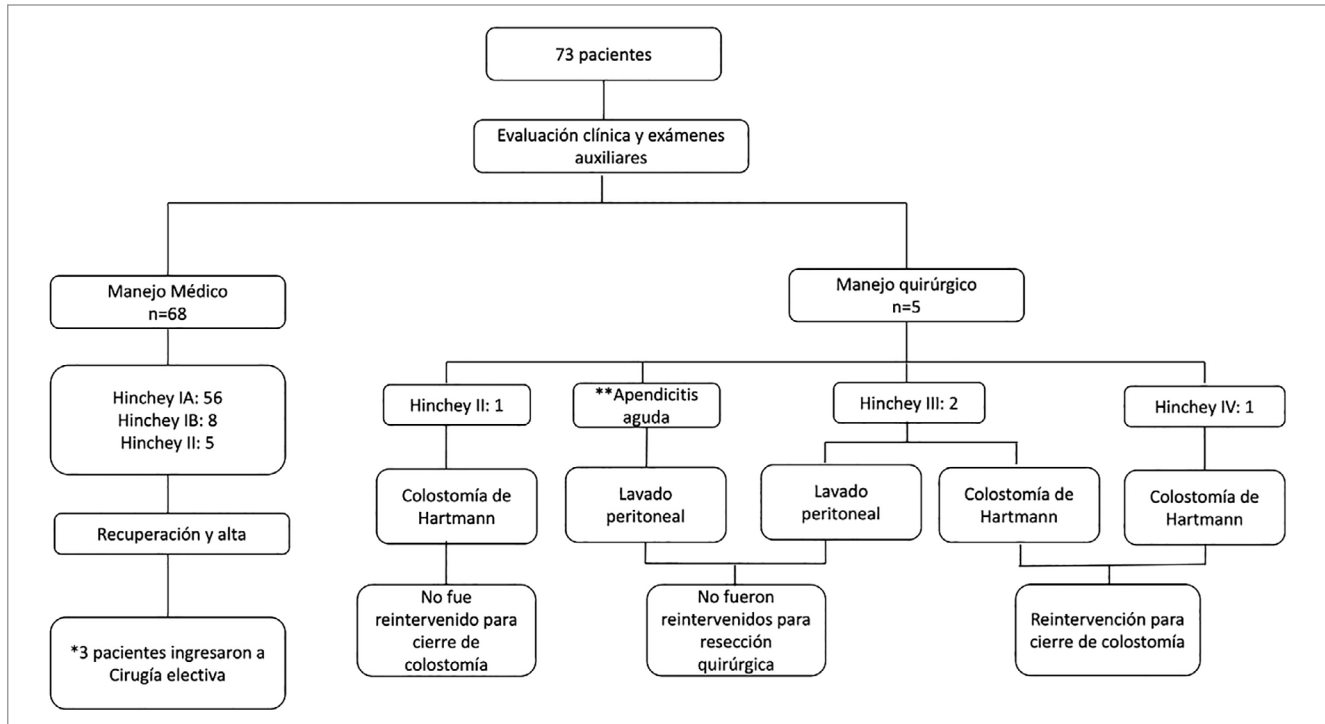 73 pacientes
Evaluación clínica y exámenes
auxiliares
Manejo Médico
n=68
Manejo quirúrgico
n=5
Hinchey IA: 56
Hinchey IB: 8
Hinchey II: 5
Hinchey II: 1
**Apendicitis
aguda
Hinchey III: 2
Hinchey IV: 1
Colostomía de
Hartmann
Lavado
peritoneal
Lavado
peritoneal
Colostomía de
Hartmann
Colostomía de
Hartmann
Recuperación y alta
No fue
reintervenido para
cierre de
colostomía
No fueron
reintervenidos para
resección
quirúrgica
Reintervención para
cierre de colostomía
*3 pacientes ingresaron a
Cirugía electiva